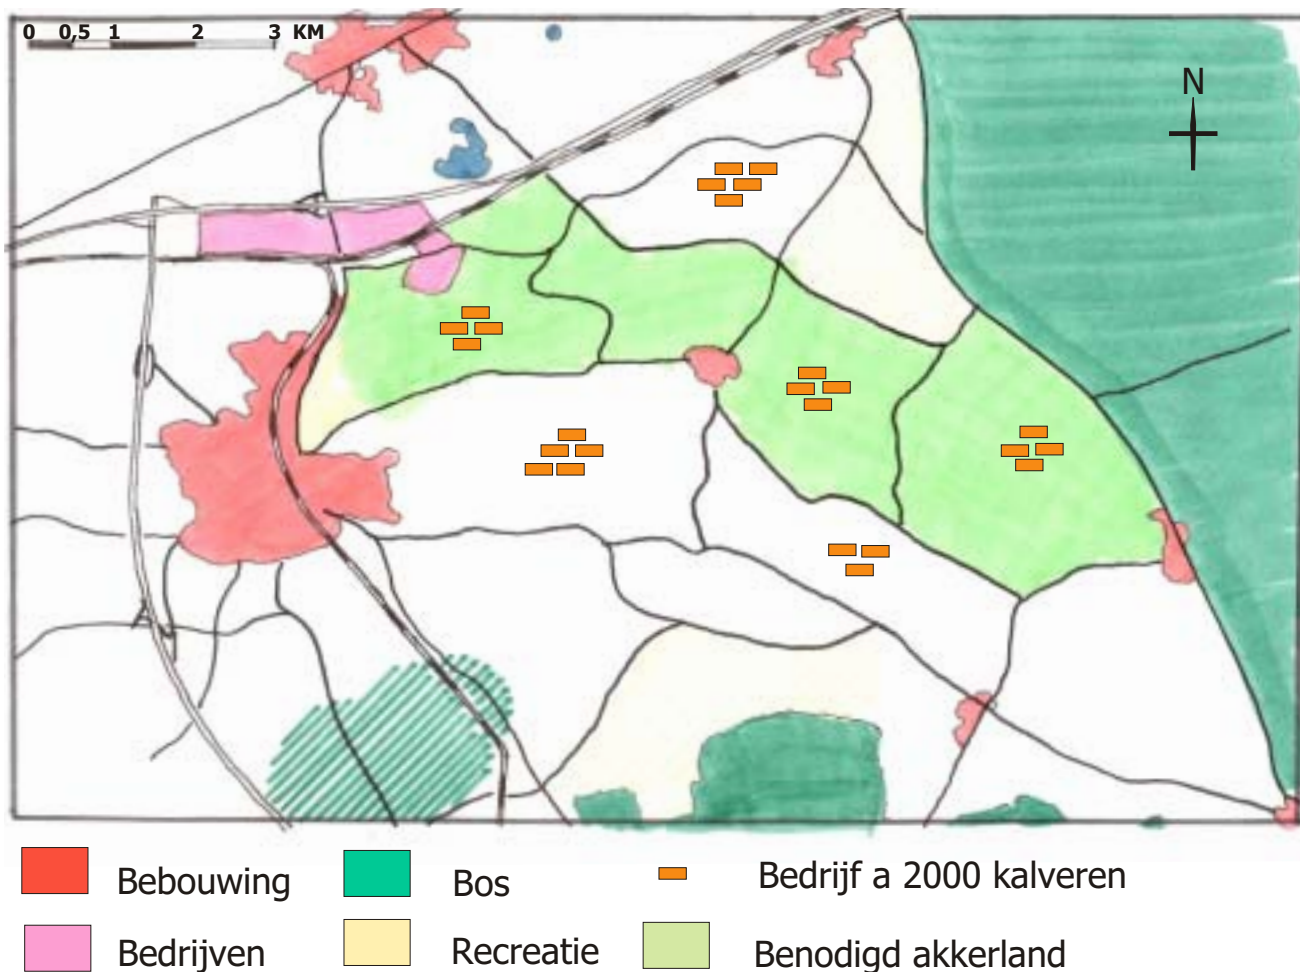 0 0,5 1 2 3 KM
N
Bebouwing
Bos
Bedrijf a 2000 kalveren
Bedrijven
Recreatie
Benodigd akkerland